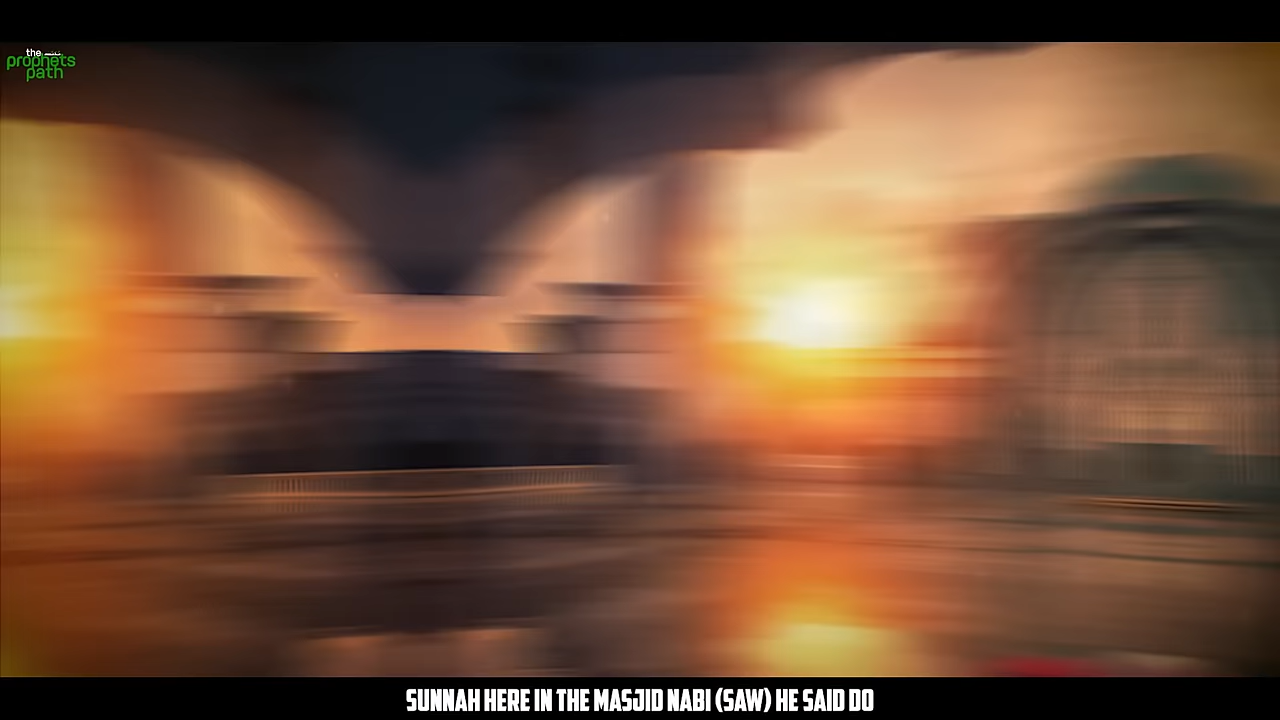 the
prophets
path
SUNNAH HERE IN THE MASJID NABI (SAW) HE SAID DO